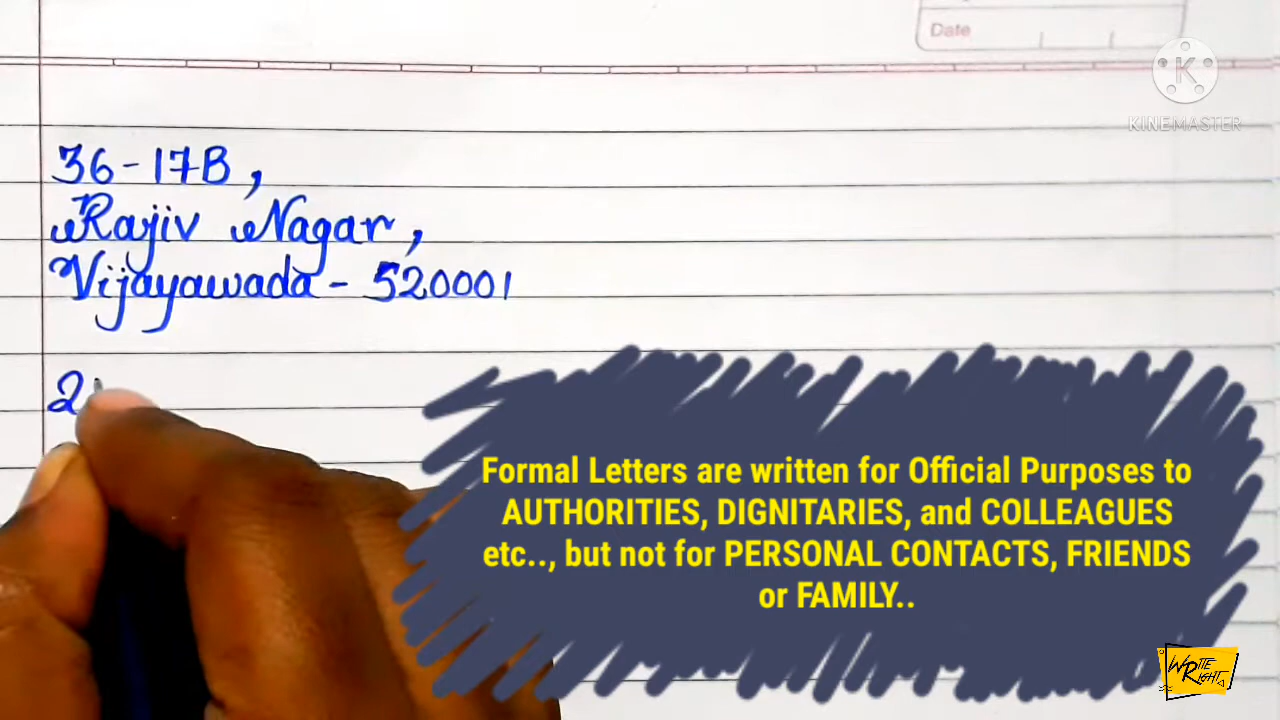 Date
KINEMASTER
36-17B,
Rajiv Nagar,
Vijayawada - 520001
2
Formal Letters are written for Official Purposes to
AUTHORITIES, DIGNITARIES, and COLLEAGUES
etc.., but not for PERSONAL CONTACTS, FRIENDS
or FAMILY..
WRITE
RIGHT